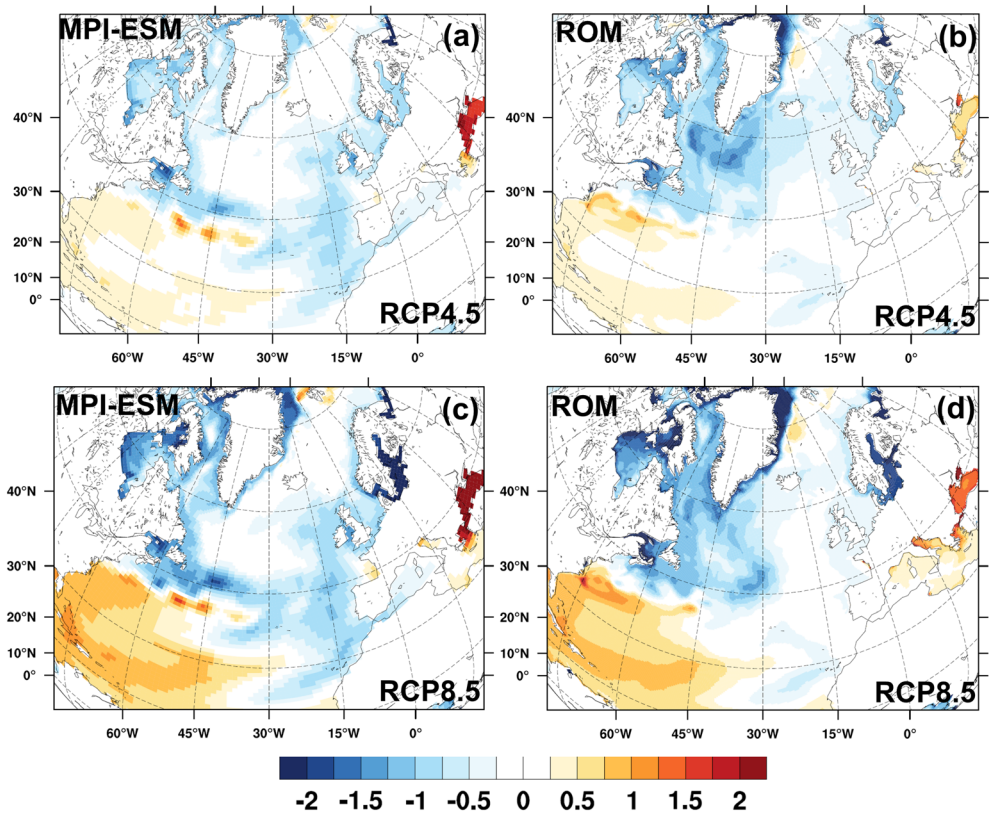 MPI-ESM (a) ROM (b)
40°N 40°N
30°N 30°N
20°N 20°N
10°N 10°N
0° 0°
RCP4.5 RCP4.5
60°W 45°W 30°W 15°W 0° 60°W 45°W 30°W 15°W 0°
MPI-ESM (c) ROM (d)
40°N 40°N
30°N 30°N
20°N 20°N
10°N 10°N
0° 0°
RCP8.5 RCP8.5
60°W 45°W 30°W 15°W 0° 60°W 45°W 30°W 15°W 0°
-2 -1.5 -1 -0.5 0 0.5 1 1.5 2